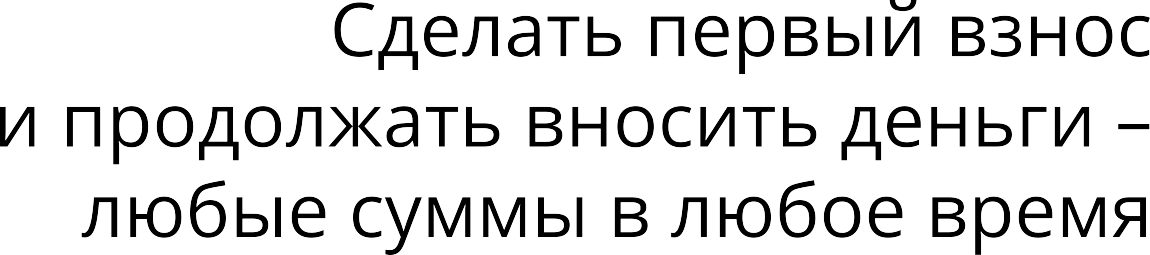 Сделать первый взнос
и продолжать вносить деньги –
любые суммы в любое время